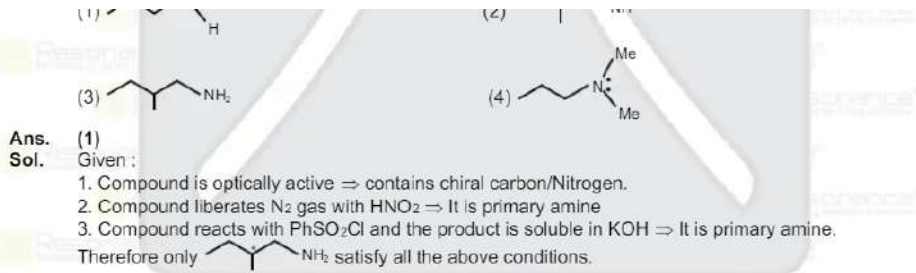 (1) H (2) NH
(3) NH₂ (4) N: Me Me
Ans. (1)
Sol. Given :
1. Compound is optically active ⇒ contains chiral carbon/Nitrogen.
2. Compound liberates N₂ gas with HNO₂ ⇒ It is primary amine
3. Compound reacts with PhSO₂Cl and the product is soluble in KOH ⇒ It is primary amine.
Therefore only * NH₂ satisfy all the above conditions.